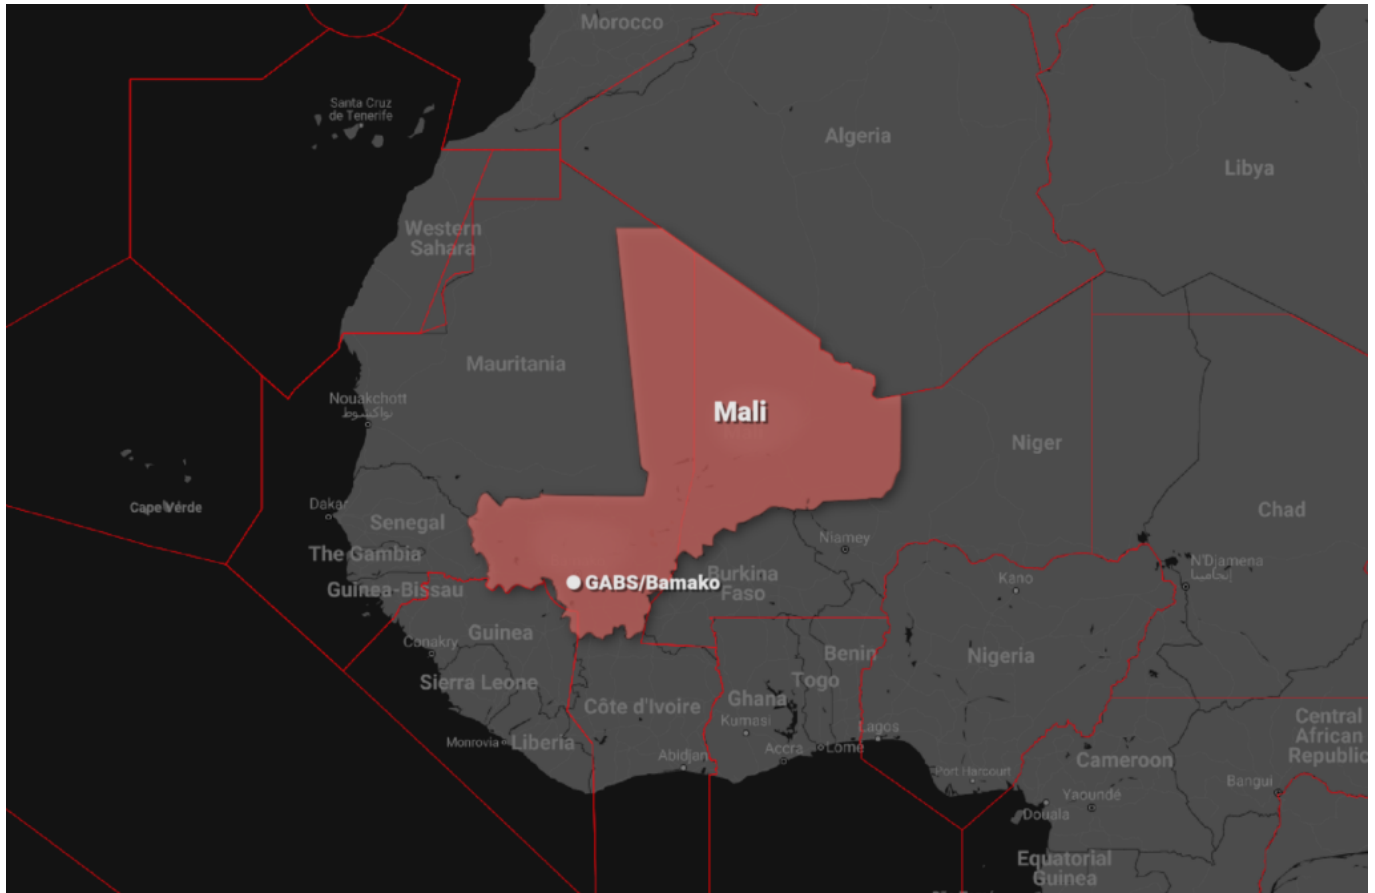 Morocco
Santa Cruz
de Tenerife
Algeria
Libya
Western
Sahara
Mauritania
Nouakchott
نواكشوط
Mali
Niger
Cape Verde
Dakar
Senegal
Chad
The Gambia
Niamey
N'Djamena
إنجامينا
Guinea-Bissau
GABS/Bamako
Burkina
Faso
Kano
Conakry
Guinea
Benin
Nigeria
Sierra Leone
Togo
Côte d'Ivoire
Ghana
Kumasi
Central
African
Republic
Monrovia
Liberia
Abidjan
Accra
Lomé
Lagos
Cameroon
Port Harcourt
Bangui
Yaoundé
Douala
Equatorial
Guinea